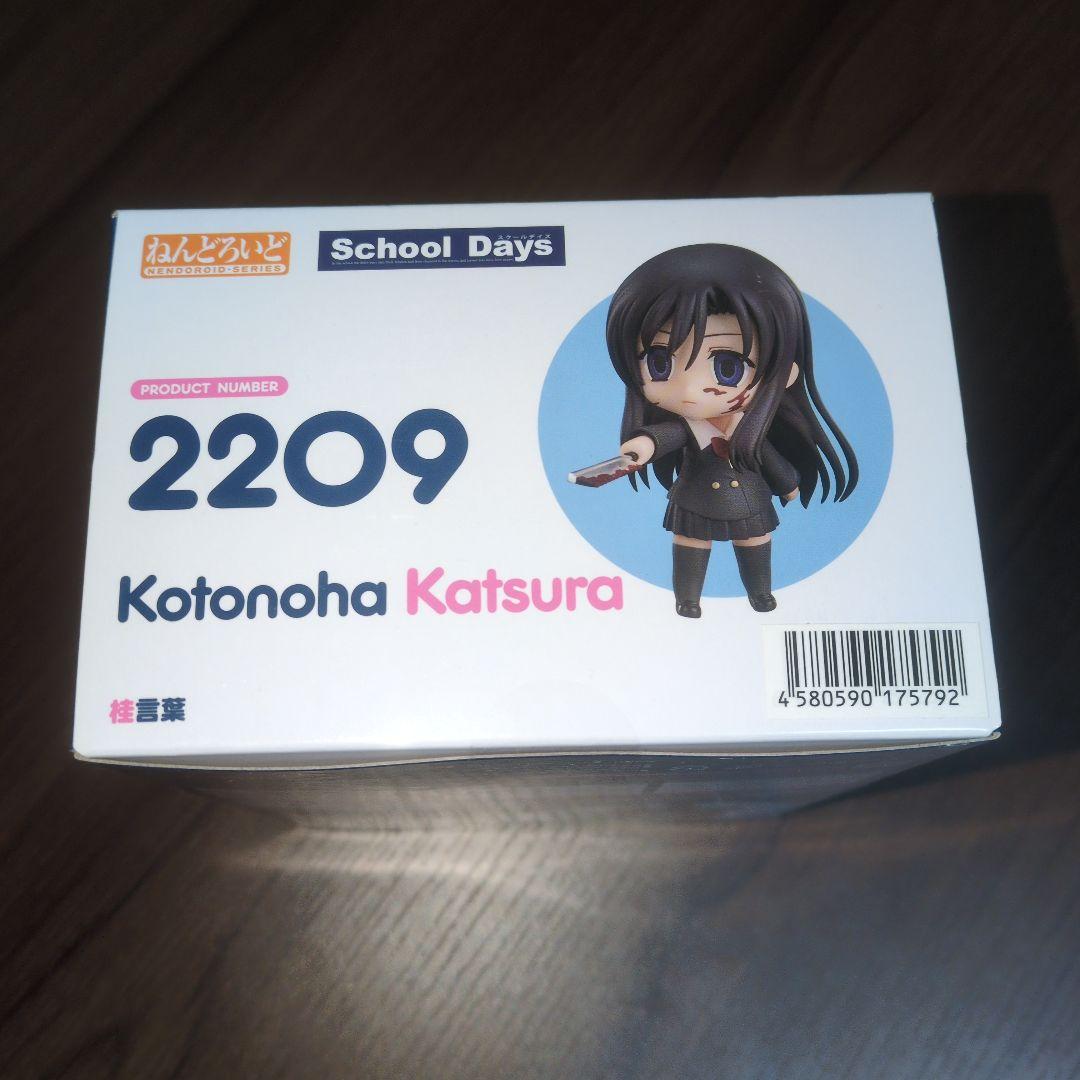 ねんどろいど
NENDOROID・SERIES
スクールデイズ
School Days
PRODUCT NUMBER
2209
Kotonoha Katsura
桂言葉
4 580590 175792